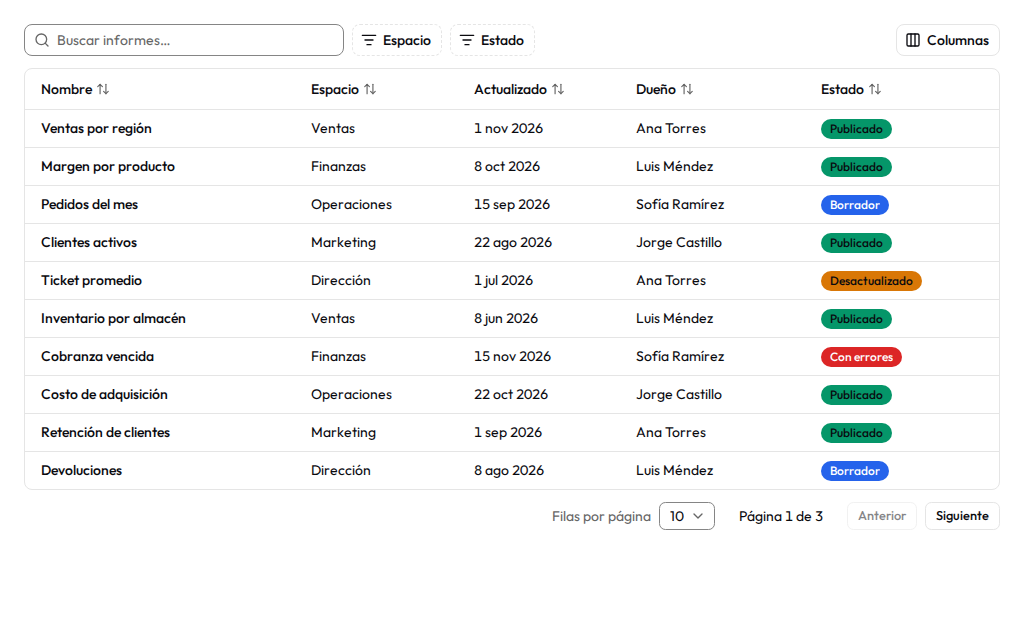 Buscar informes... Espacio Estado Columnas
Nombre Espacio Actualizado Dueño Estado
Ventas por región Ventas 1 nov 2026 Ana Torres Publicado
Margen por producto Finanzas 8 oct 2026 Luis Méndez Publicado
Pedidos del mes Operaciones 15 sep 2026 Sofía Ramírez Borrador
Clientes activos Marketing 22 ago 2026 Jorge Castillo Publicado
Ticket promedio Dirección 1 jul 2026 Ana Torres Desactualizado
Inventario por almacén Ventas 8 jun 2026 Luis Méndez Publicado
Cobranza vencida Finanzas 15 nov 2026 Sofía Ramírez Con errores
Costo de adquisición Operaciones 22 oct 2026 Jorge Castillo Publicado
Retención de clientes Marketing 1 sep 2026 Ana Torres Publicado
Devoluciones Dirección 8 ago 2026 Luis Méndez Borrador
Filas por página 10 Página 1 de 3 Anterior Siguiente